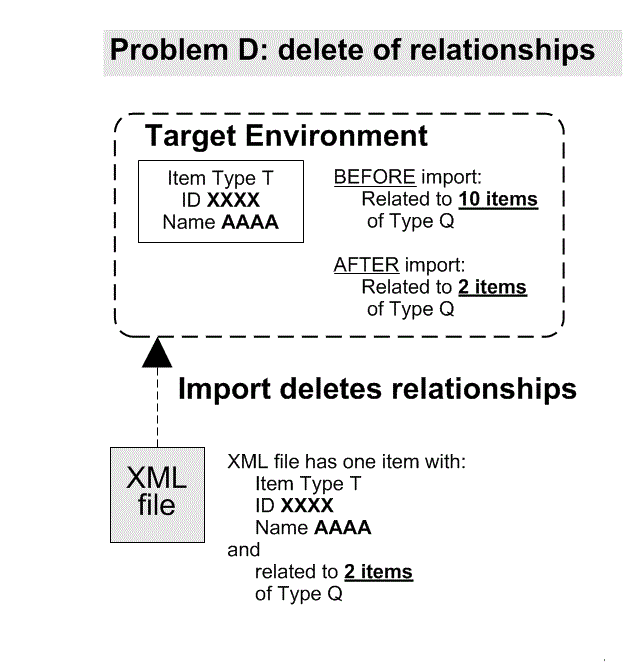 Problem D: delete of relationships
Target Environment
Item Type T
ID XXXX
Name AAAA
BEFORE import:
Related to 10 items
of Type Q
AFTER import:
Related to 2 items
of Type Q
Import deletes relationships
XML
file
XML file has one item with:
Item Type T
ID XXXX
Name AAAA
and
related to 2 items
of Type Q